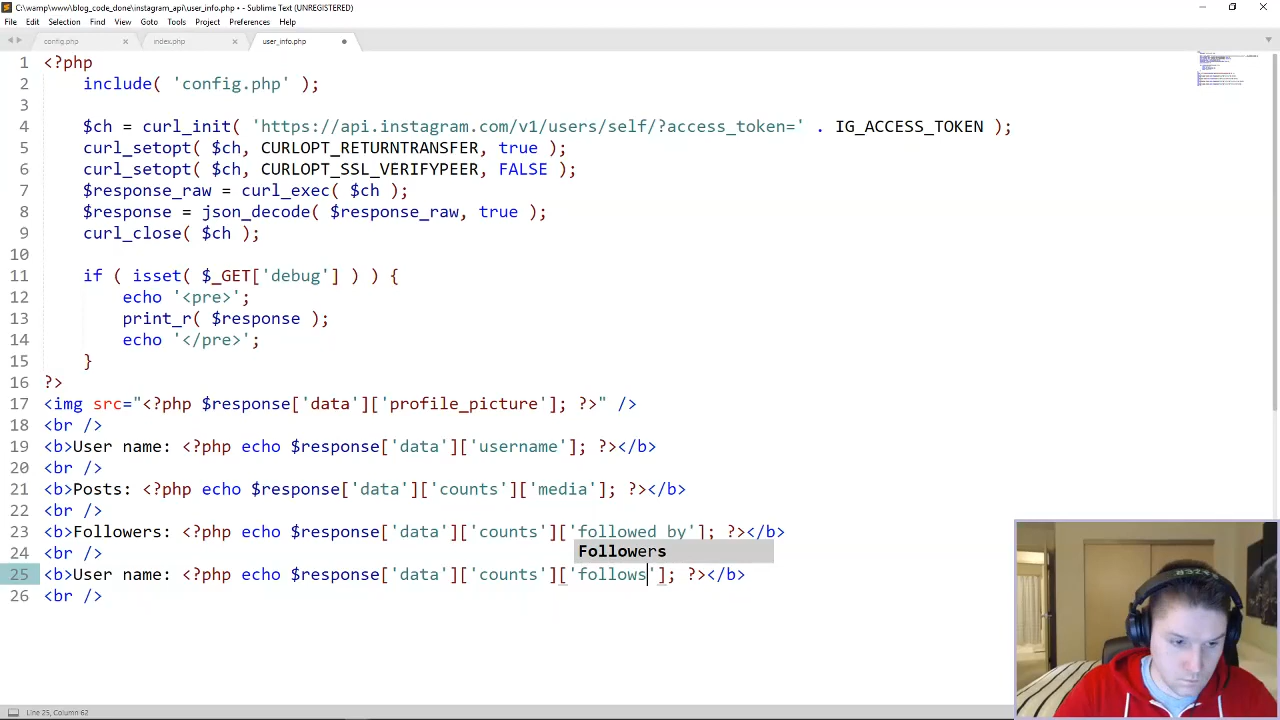 C:\wamp\www\blog_code_done\instagram_api\user_info.php • - Sublime Text (UNREGISTERED)
File Edit Selection Find View Goto Tools Project Preferences Help
config.php index.php user_info.php
1 <?php
2 include( 'config.php' );
3
4 $ch = curl_init( 'https://api.instagram.com/v1/users/self/?access_token=' . IG_ACCESS_TOKEN );
5 curl_setopt( $ch, CURLOPT_RETURNTRANSFER, true );
6 curl_setopt( $ch, CURLOPT_SSL_VERIFYPEER, FALSE );
7 $response_raw = curl_exec( $ch );
8 $response = json_decode( $response_raw, true );
9 curl_close( $ch );
10
11 if ( isset( $_GET['debug'] ) ) {
12 echo '<pre>';
13 print_r( $response );
14 echo '</pre>';
15 }
16 ?>
17 <img src="<?php $response['data']['profile_picture']; ?>" />
18 <br />
19 <b>User name: <?php echo $response['data']['username']; ?></b>
20 <br />
21 <b>Posts: <?php echo $response['data']['counts']['media']; ?></b>
22 <br />
23 <b>Followers: <?php echo $response['data']['counts']['followed by']; ?></b>
Followers
24 <br />
25 <b>User name: <?php echo $response['data']['counts']['follows']; ?></b>
26 <br />
Line 25, Column 62